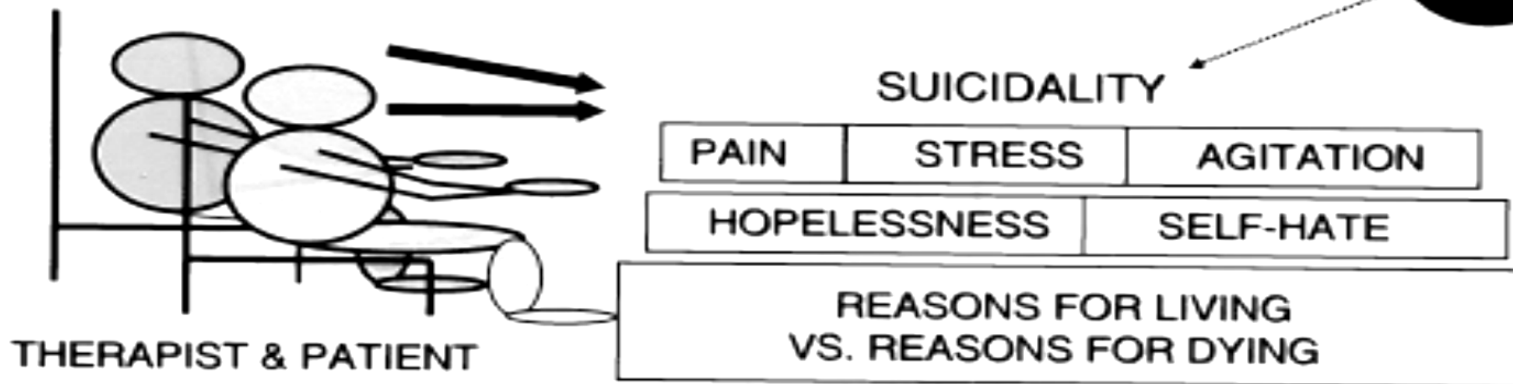 SUICIDALITY
PAIN STRESS AGITATION
HOPELESSNESS SELF-HATE
REASONS FOR LIVING
VS. REASONS FOR DYING
THERAPIST & PATIENT